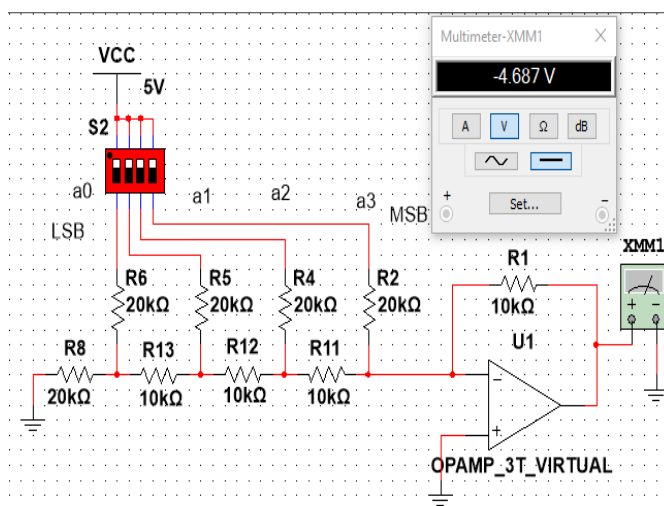 Multimeter-XMM1 X
-4.687 V
A V Ω dB
+ Set... -
VCC
5V
S2
a0 a1 a2 a3
LSB MSB
XMM1
+ -
R6
20kΩ
R5
20kΩ
R4
20kΩ
R2
20kΩ
R1
10kΩ
U1
R8
20kΩ
R13
10kΩ
R12
10kΩ
R11
10kΩ
-
+
OPAMP_3T_VIRTUAL